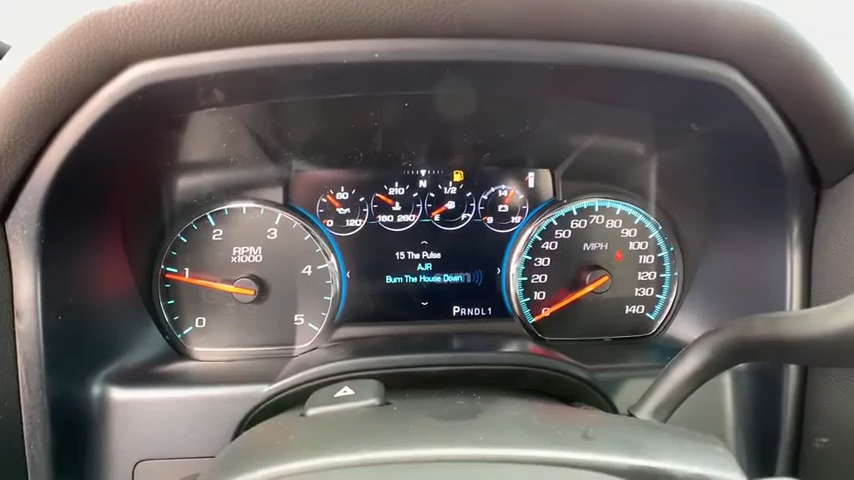 N
60
0 120
210
160 260
1/2
E F
14
9 19
2 3
1 4
0 5
RPM
x1000
15 The Pulse
AJR
Burn The House Down
PRNDL1
MPH
0 10 20 30 40 50 60 70 80 90 100 110 120 130 140